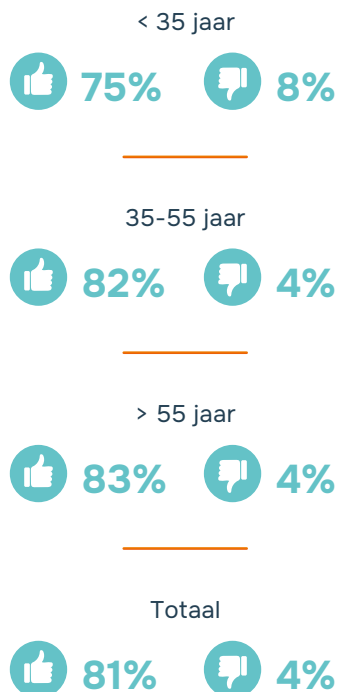 < 35 jaar
75% 8%
35-55 jaar
82% 4%
> 55 jaar
83% 4%
Totaal
81% 4%